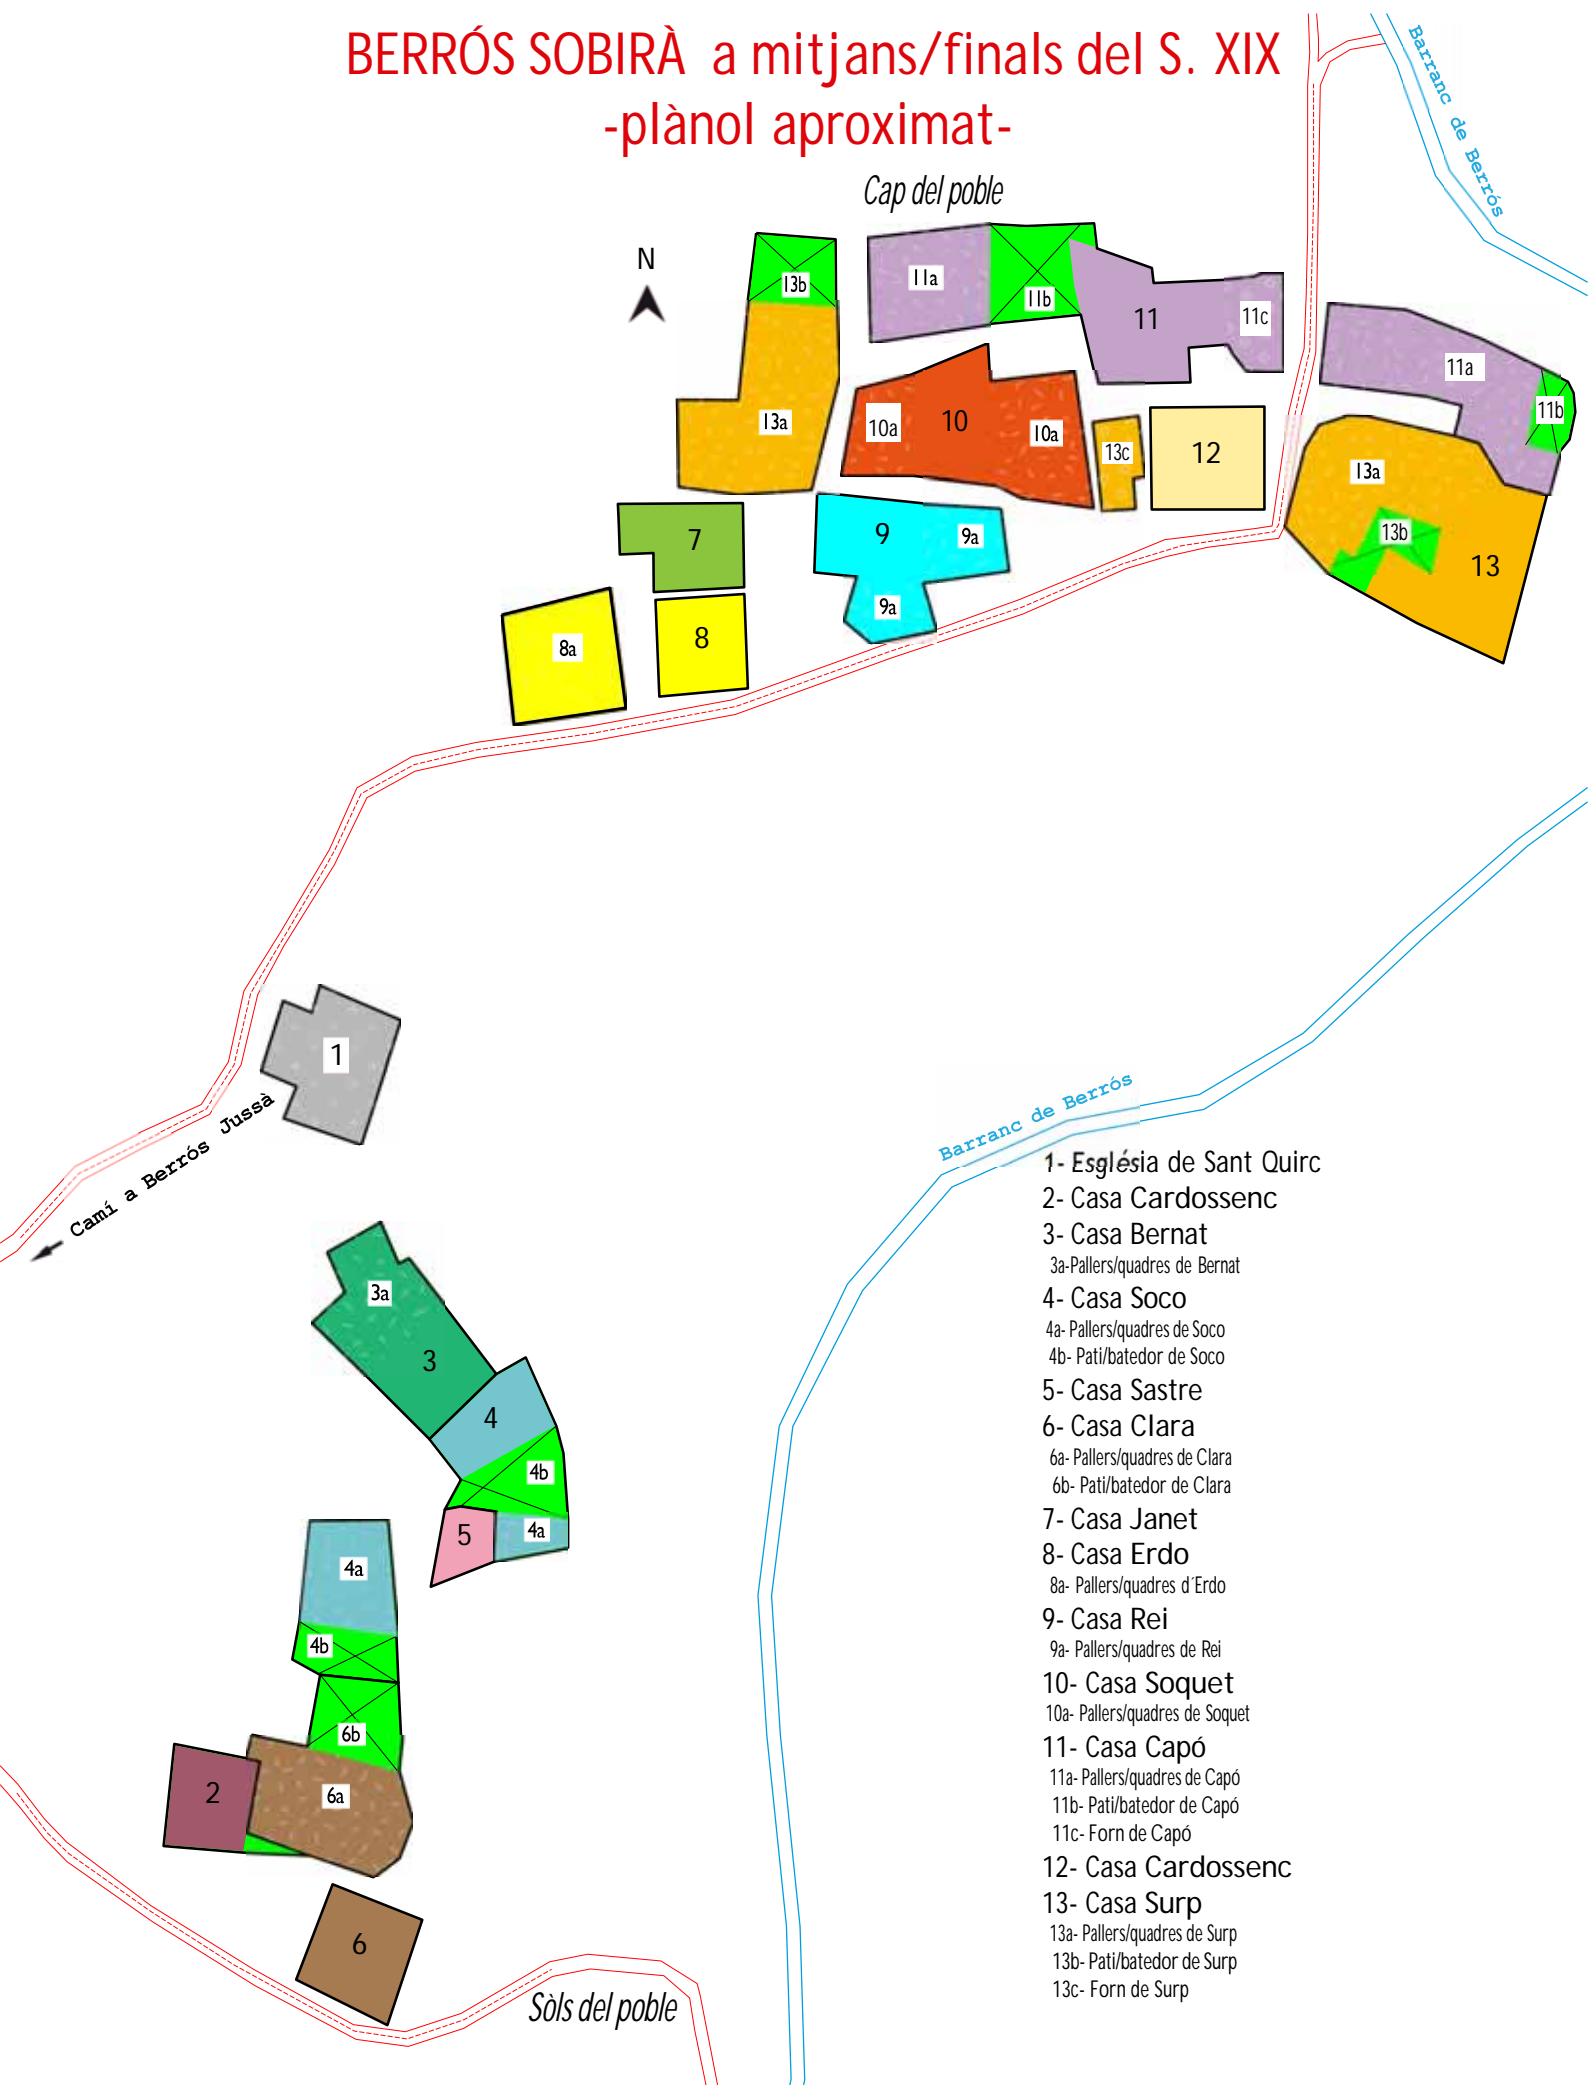 BERRÓS SOBIRÀ a mitjans/finals del S. XIX
-plànol aproximat-
Cap del poble
Barranc de Berrós
N
13b
11a
11b
11
11c
11a
11b
13a
10a
10
10a
13c
12
13a
13b
13
7
9
9a
9a
8a
8
1
Camí a Berrós Jussà
Barranc de Berrós
3a
3
4
4b
5
4a
4a
4b
6b
2
6a
6
Sòls del poble
1- Església de Sant Quirc
2- Casa Cardossenc
3- Casa Bernat
3a-Pallers/quadres de Bernat
4- Casa Soco
4a- Pallers/quadres de Soco
4b- Pati/batedor de Soco
5- Casa Sastre
6- Casa Clara
6a- Pallers/quadres de Clara
6b- Pati/batedor de Clara
7- Casa Janet
8- Casa Erdo
8a- Pallers/quadres d´Erdo
9- Casa Rei
9a- Pallers/quadres de Rei
10- Casa Soquet
10a- Pallers/quadres de Soquet
11- Casa Capó
11a- Pallers/quadres de Capó
11b- Pati/batedor de Capó
11c- Forn de Capó
12- Casa Cardossenc
13- Casa Surp
13a- Pallers/quadres de Surp
13b- Pati/batedor de Surp
13c- Forn de Surp